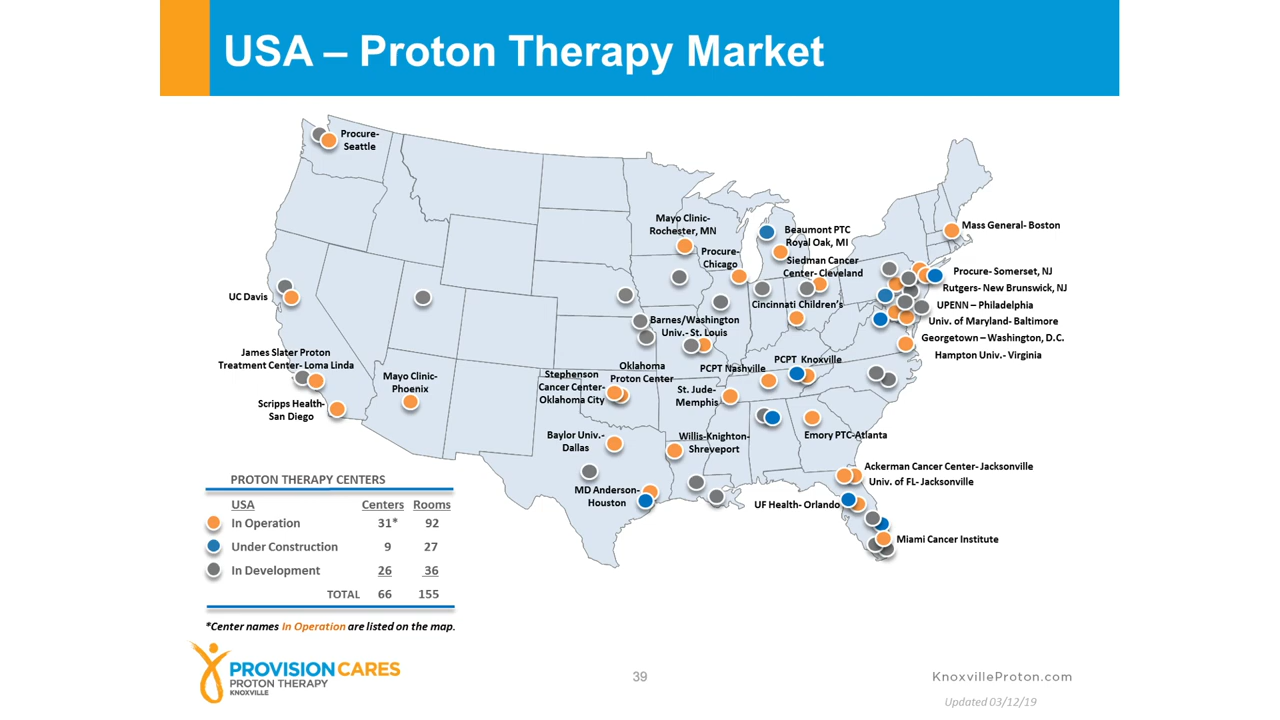 USA – Proton Therapy Market
Procure-
Seattle
Mayo Clinic-
Rochester, MN
Beaumont PTC
Royal Oak, MI
Mass General- Boston
Procure-
Chicago
Siedman Cancer
Center- Cleveland
Procure- Somerset, NJ
Rutgers- New Brunswick, NJ
UC Davis
Cincinnati Children's
UPENN – Philadelphia
Barnes/Washington
Univ.- St. Louis
Univ. of Maryland- Baltimore
Georgetown – Washington, D.C.
Hampton Univ.- Virginia
James Slater Proton
Treatment Center- Loma Linda
PCPT Knoxville
PCPT Nashville
Oklahoma
Proton Center
Stephenson
Cancer Center-
Oklahoma City
Mayo Clinic-
Phoenix
St. Jude-
Memphis
Scripps Health-
San Diego
Baylor Univ.-
Dallas
Willis-Knighton-
Shreveport
Emory PTC-Atlanta
Ackerman Cancer Center- Jacksonville
Univ. of FL- Jacksonville
MD Anderson-
Houston
UF Health- Orlando
Miami Cancer Institute
PROTON THERAPY CENTERS
USA Centers Rooms
In Operation 31* 92
Under Construction 9 27
In Development 26 36
TOTAL 66 155
*Center names In Operation are listed on the map.
PROVISION CARES
PROTON THERAPY
KNOXVILLE
39
KnoxvilleProton.com
Updated 03/12/19